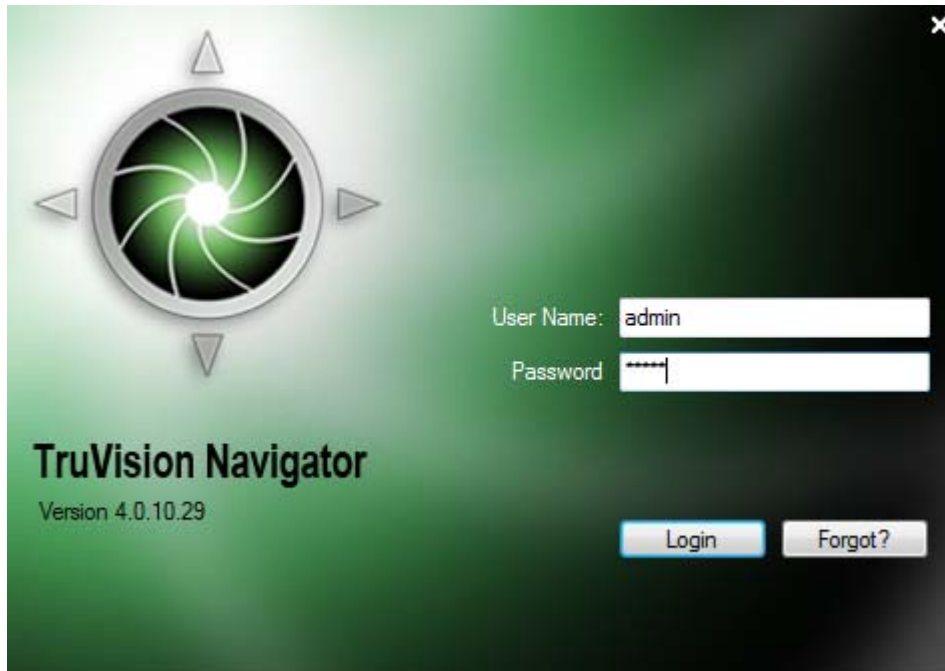 User Name: admin
Password *****
TruVision Navigator
Version 4.0.10.29
Login Forgot?